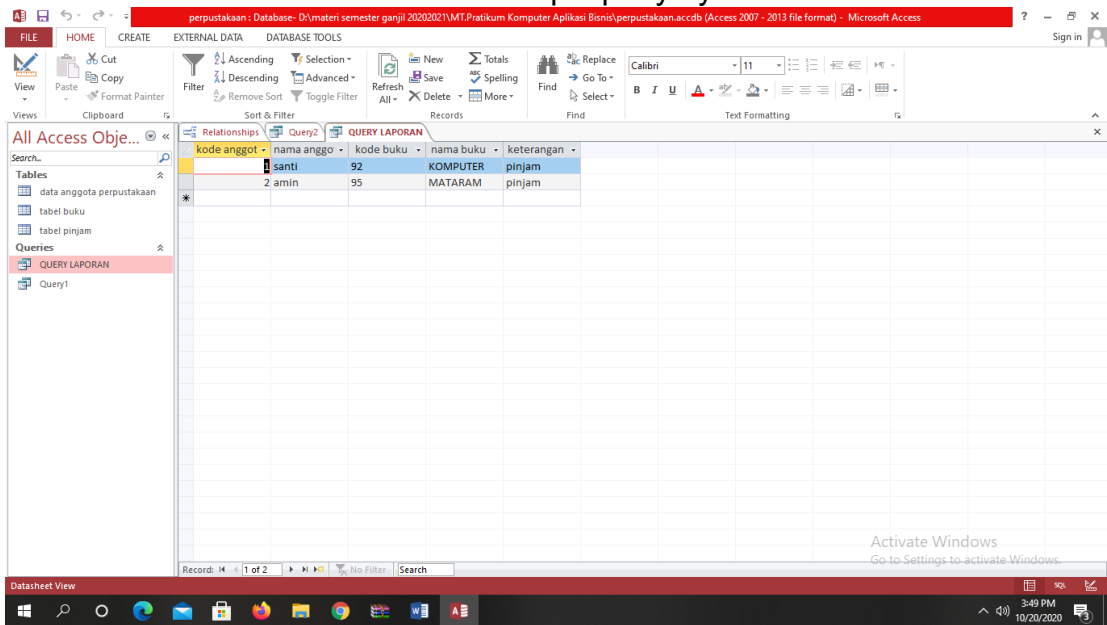 perpustakaan : Database- D:\materi semester ganjil 20202021\MT.Pratikum Komputer Aplikasi Bisnis\perpustakaan.accdb (Access 2007 - 2013 file format) - Microsoft Access
FILE HOME CREATE EXTERNAL DATA DATABASE TOOLS Sign in
View Paste Cut Copy Format Painter
Views Clipboard
Filter Ascending Descending Remove Sort Selection Advanced Toggle Filter
Sort & Filter
Refresh All New Save Delete Totals Spelling More
Records
Find Replace Go To Select
Find
Calibri 11
B I U A
Text Formatting
All Access Obje...
Search..
Tables
data anggota perpustakaan
tabel buku
tabel pinjam
Queries
QUERY LAPORAN
Query1
Relationships Query2 QUERY LAPORAN
kode anggot nama anggo kode buku nama buku keterangan
1 santi 92 KOMPUTER pinjam
2 amin 95 MATARAM pinjam
Activate Windows
Go to Settings to activate Windows.
Record: 1 of 2 No Filter Search
Datasheet View SQL
3:49 PM
10/20/2020